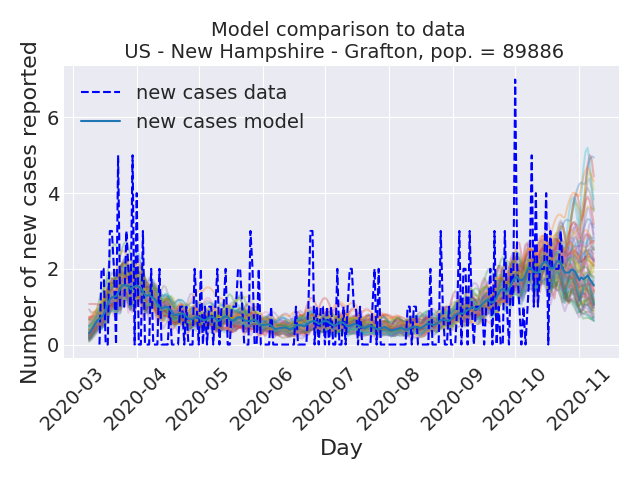 Model comparison to data
US - New Hampshire - Grafton, pop. = 89886
Number of new cases reported
new cases data
new cases model
6
4
2
0
2020-03
2020-04
2020-05
2020-06
2020-07
2020-08
2020-09
2020-10
2020-11
Day